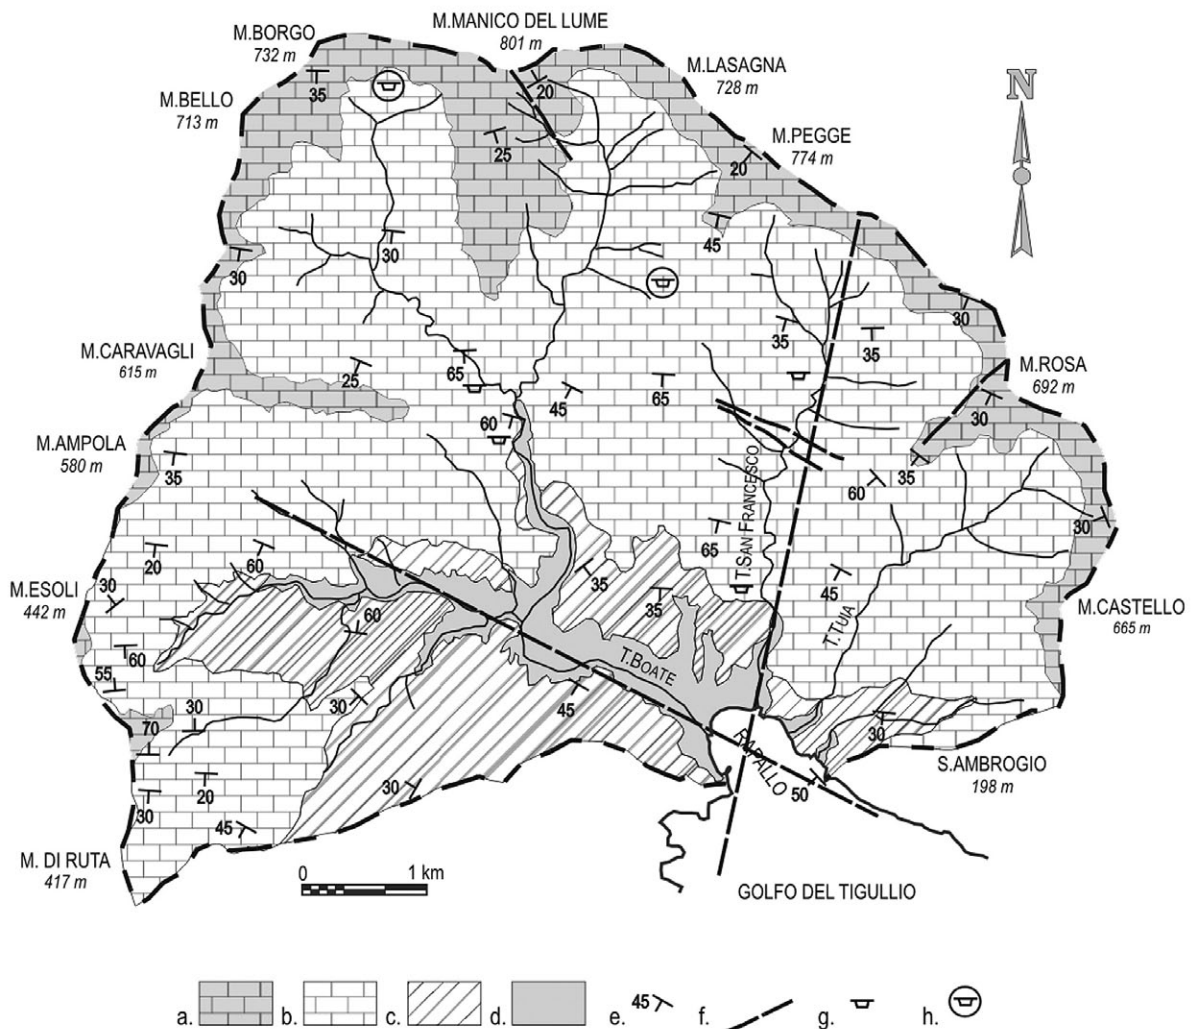 M.MANICO DEL LUME
801 m
M.BORGO
732 m
M.LASAGNA
728 m
N
M.BELLO
713 m
35
20
M.PEGGE
774 m
25
20
45
30
30
30
35
35
M.CARAVAGLI
615 m
65
25
45
65
M.ROSA
692 m
30
60
M.AMPOLA
580 m
35
35
60
T.SAN FRANCESCO
30
65
20
60
M.ESOLI
442 m
30
35
35
45
M.CASTELLO
665 m
60
T.TUIA
60
55
T.BOATE
30
30
45
70
30
RAPALLO
S.AMBROGIO
198 m
20
30
50
30
45
M. DI RUTA
417 m
0 1 km
GOLFO DEL TIGULLIO
a. b. c. d. e. 45 f. g. h.